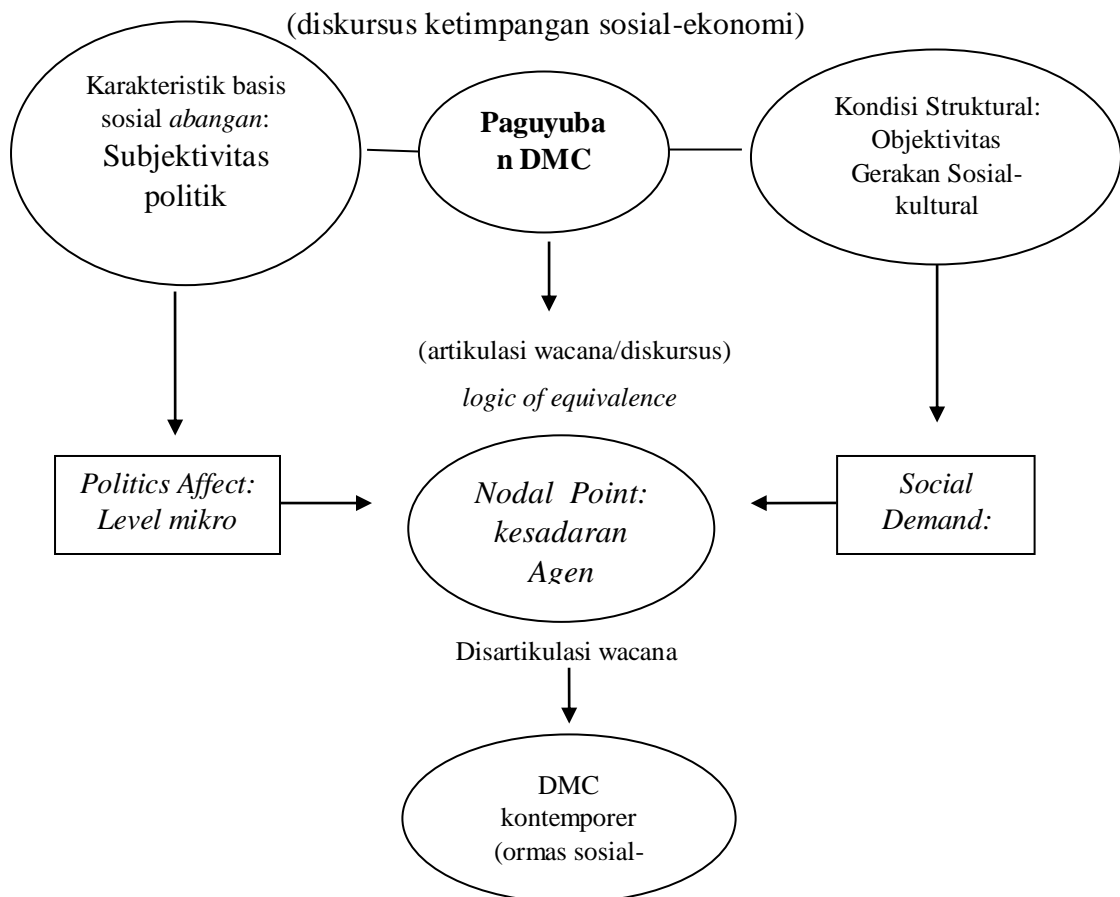 (diskursus ketimpangan sosial-ekonomi)
Karakteristik basis
sosial abangan:
Subjektivitas
politik
Paguyuba
n DMC
Kondisi Struktural:
Objektivitas
Gerakan Sosial-
kultural
(artikulasi wacana/diskursus)
logic of equivalence
Politics Affect:
Level mikro
Nodal Point:
kesadaran
Agen
Social
Demand:
Disartikulasi wacana
DMC
kontemporer
(ormas sosial-